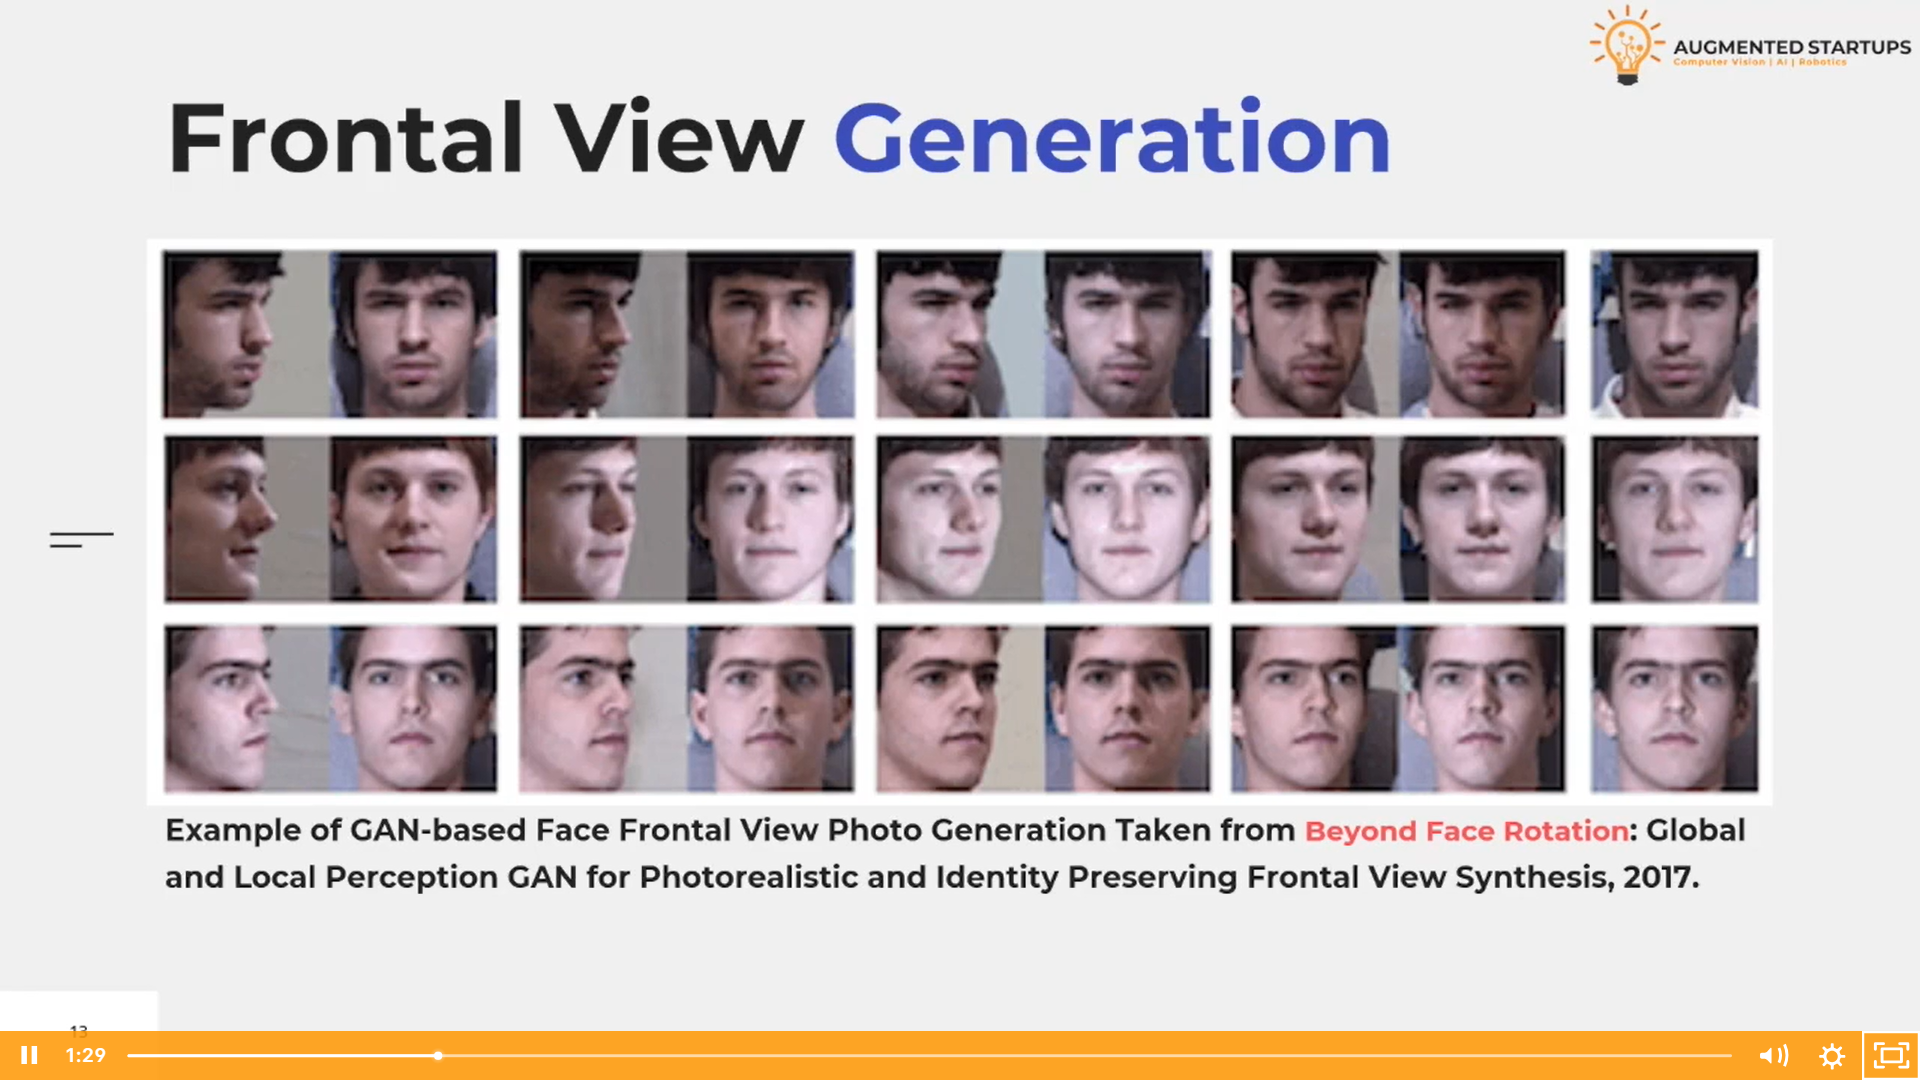 AUGMENTED STARTUPS
Computer Vision | AI | Robotics
Frontal View Generation
Example of GAN-based Face Frontal View Photo Generation Taken from Beyond Face Rotation: Global
and Local Perception GAN for Photorealistic and Identity Preserving Frontal View Synthesis, 2017.
13
1:29